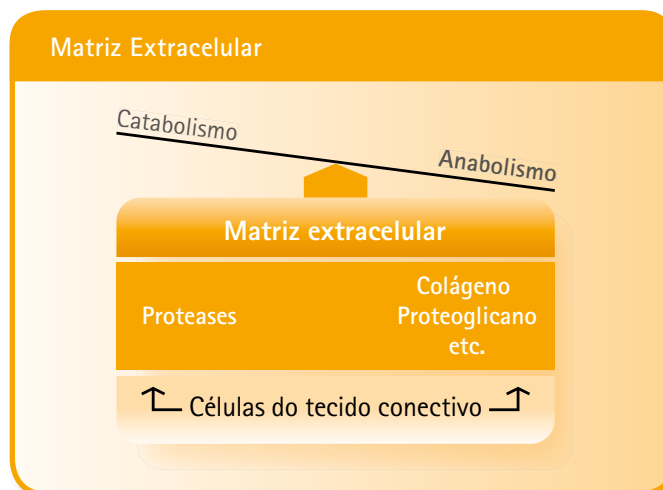 Matriz Extracelular
Catabolismo
Anabolismo
Matriz extracelular
Proteases
Colágeno
Proteoglicano
etc.
Células do tecido conectivo